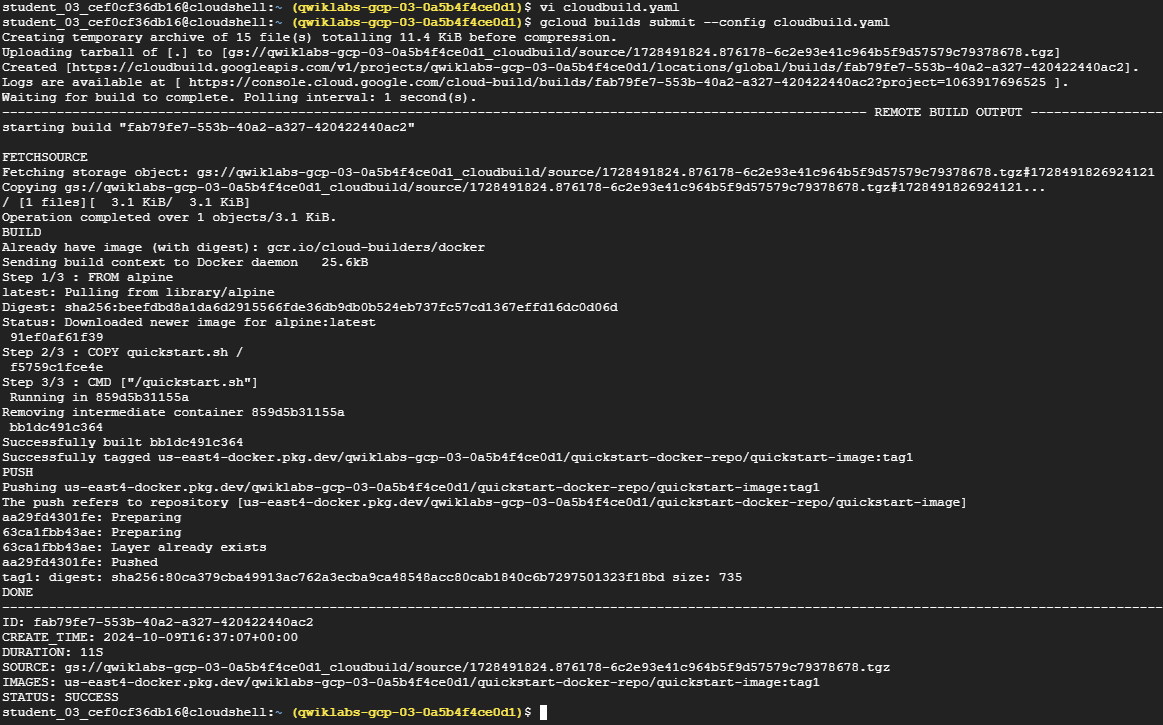 student_03_cef0cf36db16@cloudshell:~ (qwiklabs-gcp-03-0a5b4f4ce0d1)$ vi cloudbuild.yaml
student_03_cef0cf36db16@cloudshell:~ (qwiklabs-gcp-03-0a5b4f4ce0d1)$ gcloud builds submit --config cloudbuild.yaml
Creating temporary archive of 15 file(s) totalling 11.4 KiB before compression.
Uploading tarball of [.] to [gs://qwiklabs-gcp-03-0a5b4f4ce0d1_cloudbuild/source/1728491824.876178-6c2e93e41c964b5f9d57579c79378678.tgz]
Created [https://cloudbuild.googleapis.com/v1/projects/qwiklabs-gcp-03-0a5b4f4ce0d1/locations/global/builds/fab79fe7-553b-40a2-a327-420422440ac2].
Logs are available at [ https://console.cloud.google.com/cloud-build/builds/fab79fe7-553b-40a2-a327-420422440ac2?project=1063917696525 ].
Waiting for build to complete. Polling interval: 1 second(s).
--------------------------------------------------------------------------------------------------------------- REMOTE BUILD OUTPUT -----------------
starting build "fab79fe7-553b-40a2-a327-420422440ac2"

FETCHSOURCE
Fetching storage object: gs://qwiklabs-gcp-03-0a5b4f4ce0d1_cloudbuild/source/1728491824.876178-6c2e93e41c964b5f9d57579c79378678.tgz#1728491826924121
Copying gs://qwiklabs-gcp-03-0a5b4f4ce0d1_cloudbuild/source/1728491824.876178-6c2e93e41c964b5f9d57579c79378678.tgz#1728491826924121...
/ [1 files][  3.1 KiB/  3.1 KiB]
Operation completed over 1 objects/3.1 KiB.
BUILD
Already have image (with digest): gcr.io/cloud-builders/docker
Sending build context to Docker daemon   25.6kB
Step 1/3 : FROM alpine
latest: Pulling from library/alpine
Digest: sha256:beefdbd8a1da6d2915566fde36db9db0b524eb737fc57cd1367effd16dc0d06d
Status: Downloaded newer image for alpine:latest
 91ef0af61f39
Step 2/3 : COPY quickstart.sh /
 f5759c1fce4e
Step 3/3 : CMD ["/quickstart.sh"]
 Running in 859d5b31155a
Removing intermediate container 859d5b31155a
 bb1dc491c364
Successfully built bb1dc491c364
Successfully tagged us-east4-docker.pkg.dev/qwiklabs-gcp-03-0a5b4f4ce0d1/quickstart-docker-repo/quickstart-image:tag1
PUSH
Pushing us-east4-docker.pkg.dev/qwiklabs-gcp-03-0a5b4f4ce0d1/quickstart-docker-repo/quickstart-image:tag1
The push refers to repository [us-east4-docker.pkg.dev/qwiklabs-gcp-03-0a5b4f4ce0d1/quickstart-docker-repo/quickstart-image]
aa29fd4301fe: Preparing
63ca1fbb43ae: Preparing
63ca1fbb43ae: Layer already exists
aa29fd4301fe: Pushed
tag1: digest: sha256:80ca379cba49913ac762a3ecba9ca48548acc80cab1840c6b7297501323f18bd size: 735
DONE
-----------------------------------------------------------------------------------------------------------------------------------------------------
ID: fab79fe7-553b-40a2-a327-420422440ac2
CREATE_TIME: 2024-10-09T16:37:07+00:00
DURATION: 11S
SOURCE: gs://qwiklabs-gcp-03-0a5b4f4ce0d1_cloudbuild/source/1728491824.876178-6c2e93e41c964b5f9d57579c79378678.tgz
IMAGES: us-east4-docker.pkg.dev/qwiklabs-gcp-03-0a5b4f4ce0d1/quickstart-docker-repo/quickstart-image:tag1
STATUS: SUCCESS
student_03_cef0cf36db16@cloudshell:~ (qwiklabs-gcp-03-0a5b4f4ce0d1)$